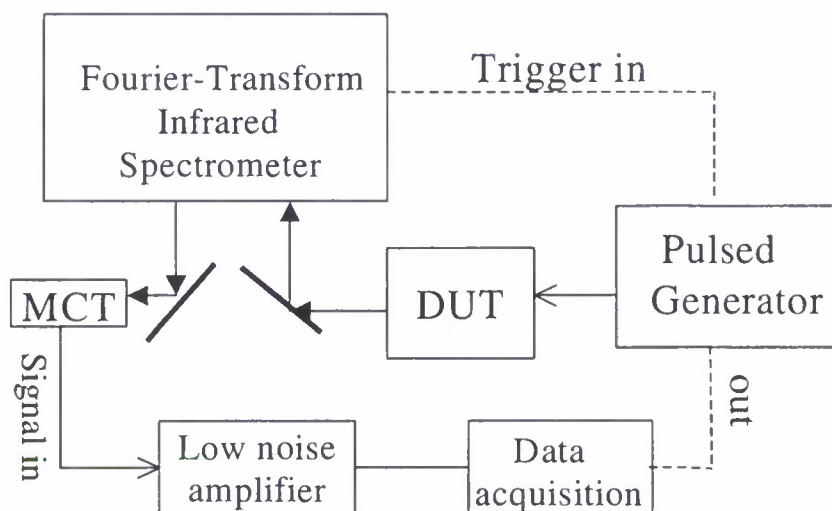 Fourier-Transform
Infrared
Spectrometer
Trigger in
Pulsed
Generator
DUT
MCT
Signal in
out
Low noise
amplifier
Data
acquisition